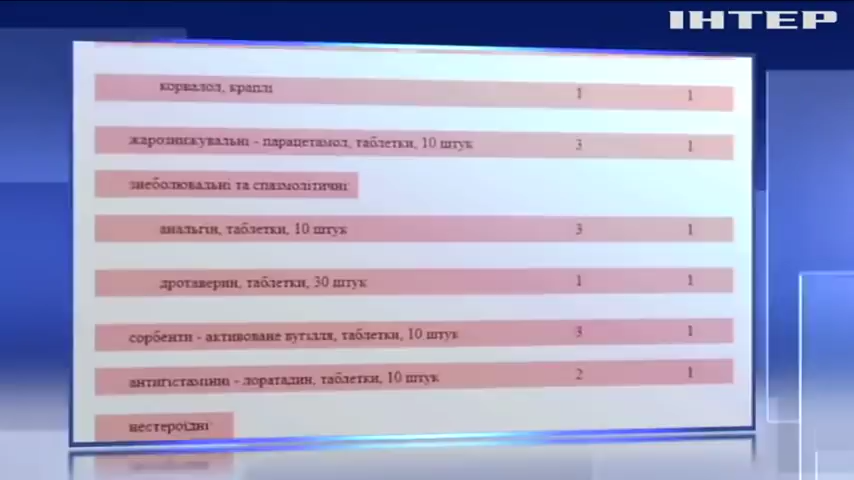 ІНТЕР
корвалол, краплі 1 1
жарознижувальні - парацетамол, таблетки, 10 штук 3 1
знеболювальні та спазмолітичні
анальгін, таблетки, 10 штук 3 1
дротаверин, таблетки, 30 штук 1 1
сорбенти - активоване вугілля, таблетки, 10 штук 3 1
антигістамінні - лоратадин, таблетки, 10 штук 2 1
нестероїдні